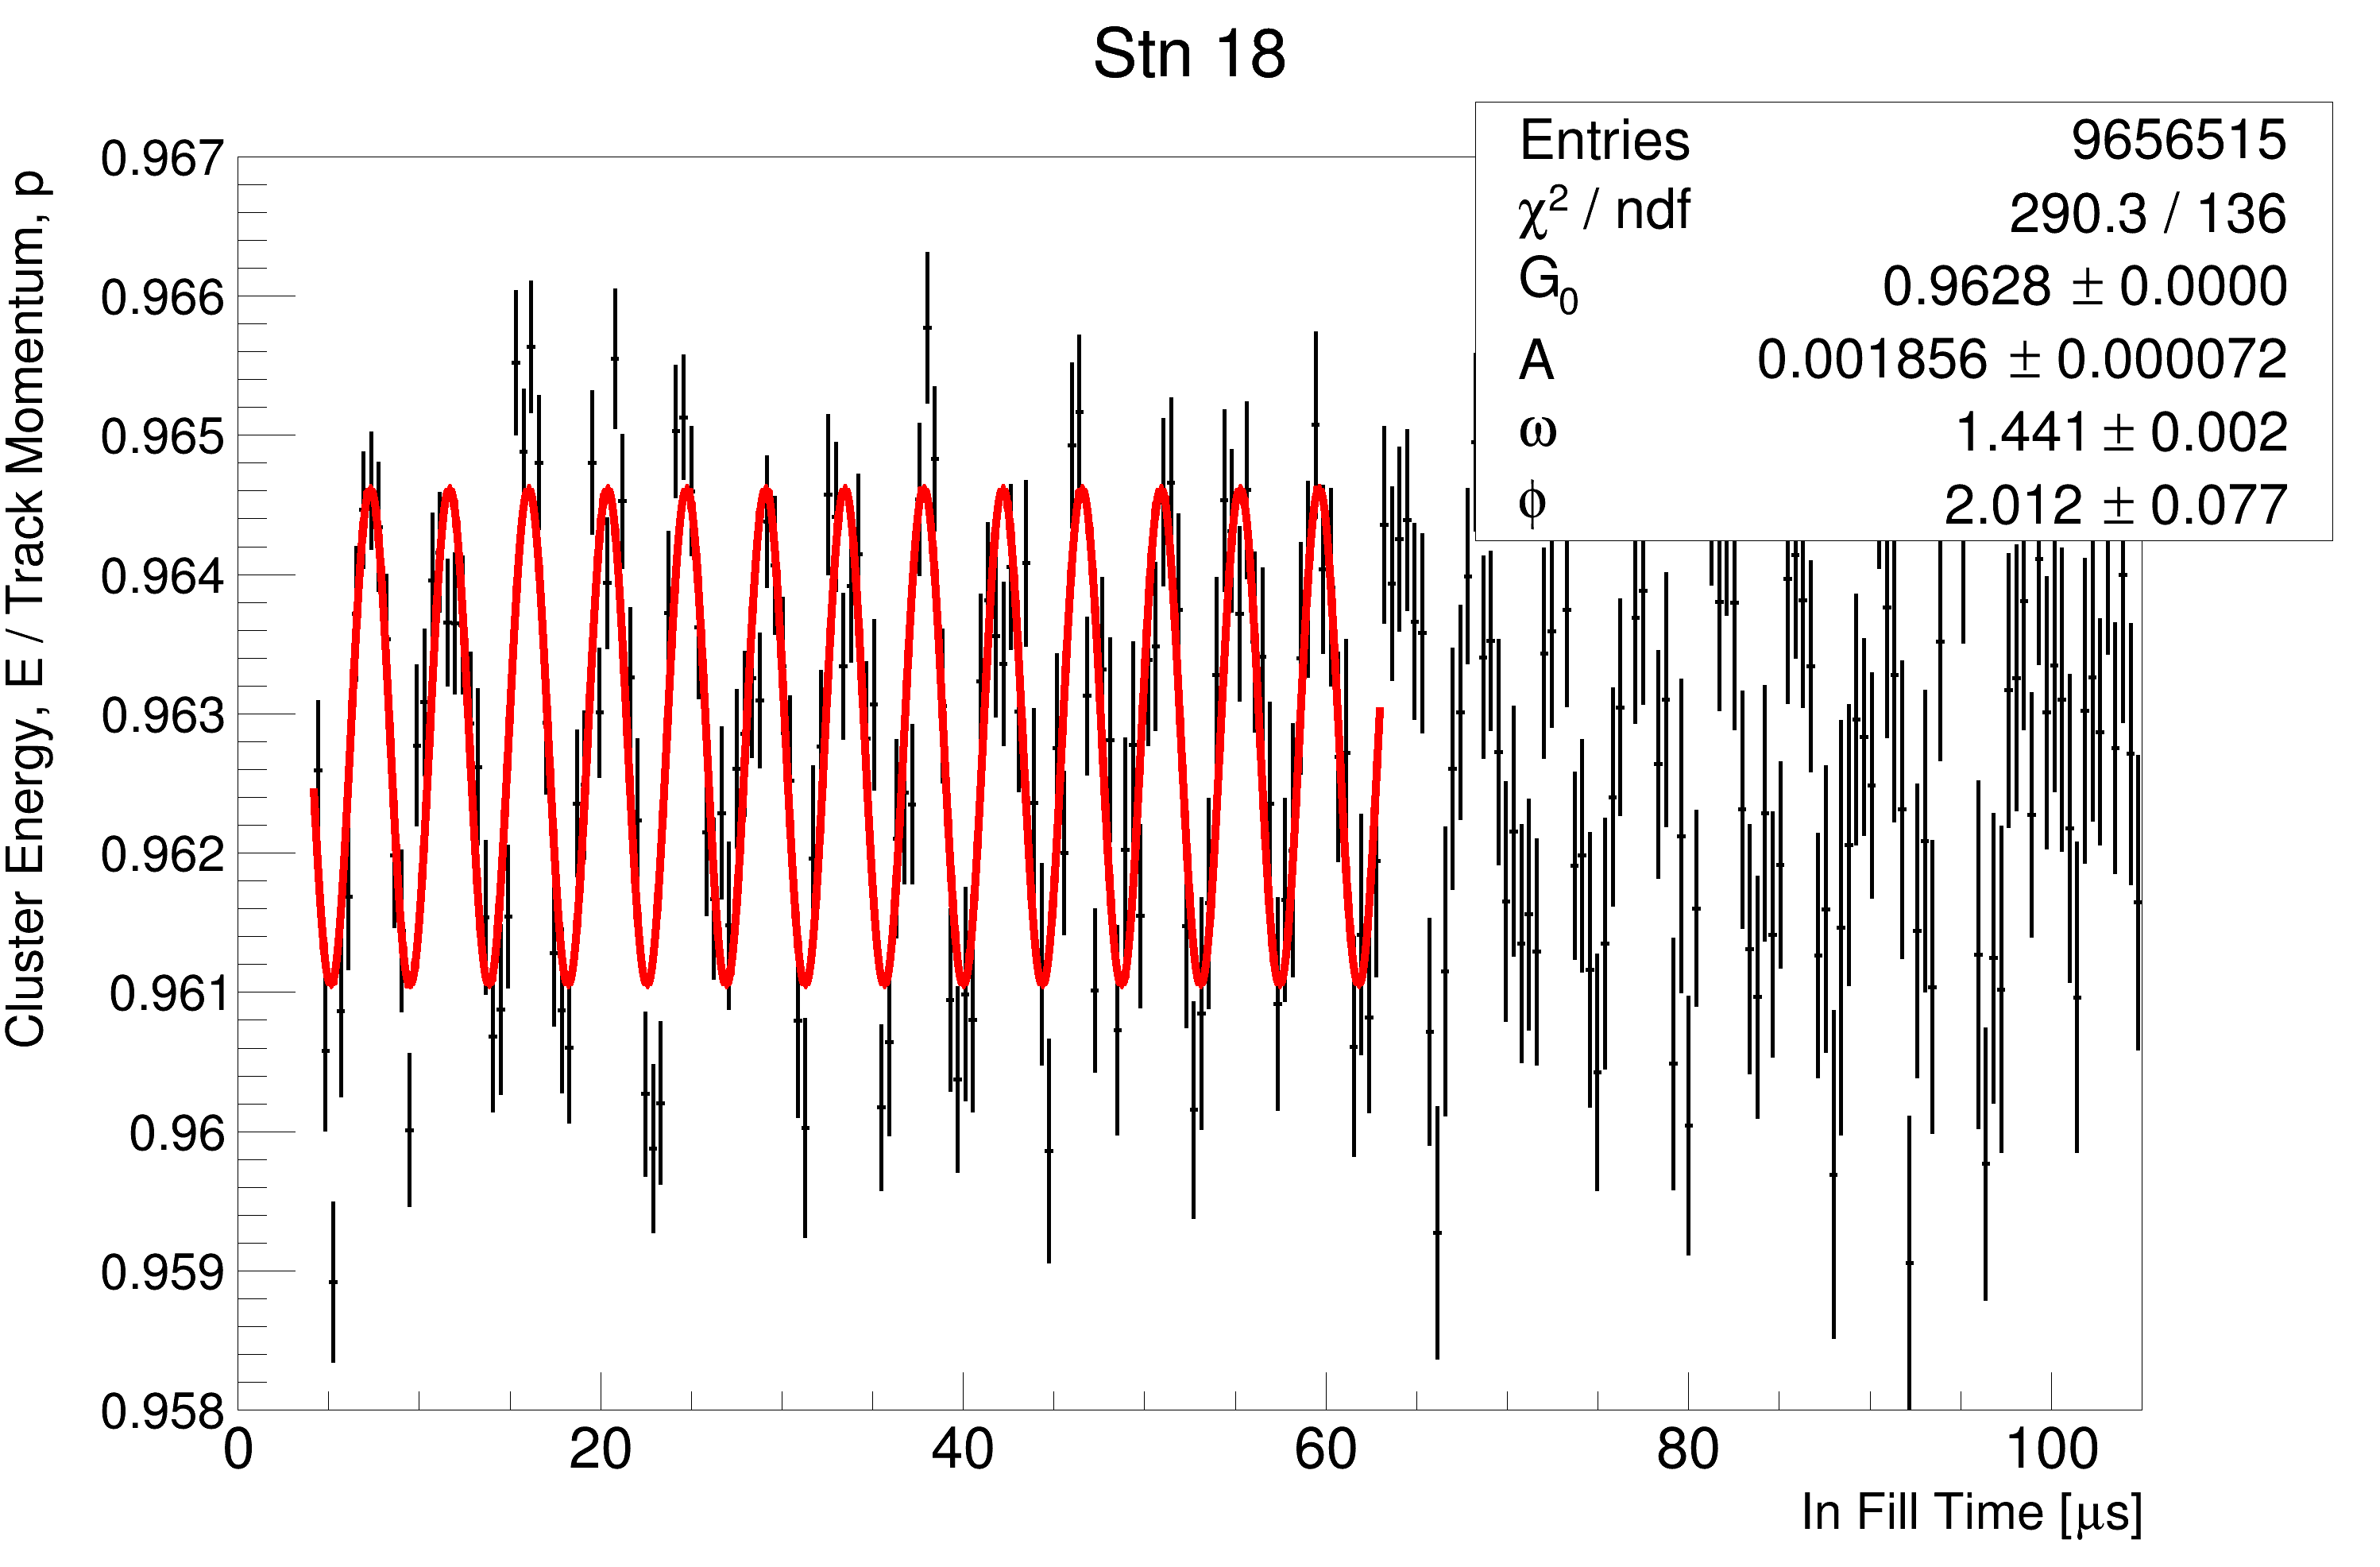 Stn 18
Entries 9656515
χ2 / ndf 290.3 / 136
G0 0.9628 ± 0.0000
A 0.001856 ± 0.000072
ω 1.441 ± 0.002
ϕ 2.012 ± 0.077
Cluster Energy, E / Track Momentum, p
0.967
0.966
0.965
0.964
0.963
0.962
0.961
0.96
0.959
0.958
0 20 40 60 80 100
In Fill Time [μs]